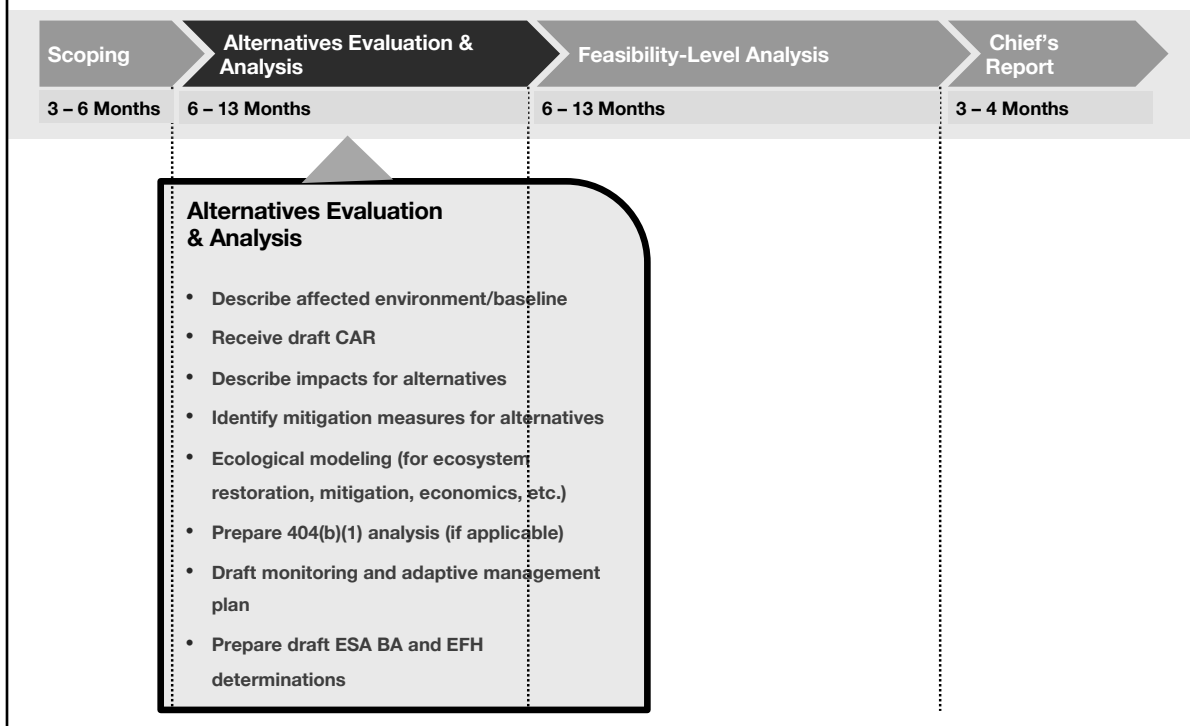 Scoping
Alternatives Evaluation &
Analysis
Feasibility-Level Analysis
Chief's
Report
3 – 6 Months
6 – 13 Months
6 – 13 Months
3 – 4 Months
Alternatives Evaluation
& Analysis
• Describe affected environment/baseline
• Receive draft CAR
• Describe impacts for alternatives
• Identify mitigation measures for alternatives
• Ecological modeling (for ecosystem
restoration, mitigation, economics, etc.)
• Prepare 404(b)(1) analysis (if applicable)
• Draft monitoring and adaptive management
plan
• Prepare draft ESA BA and EFH
determinations